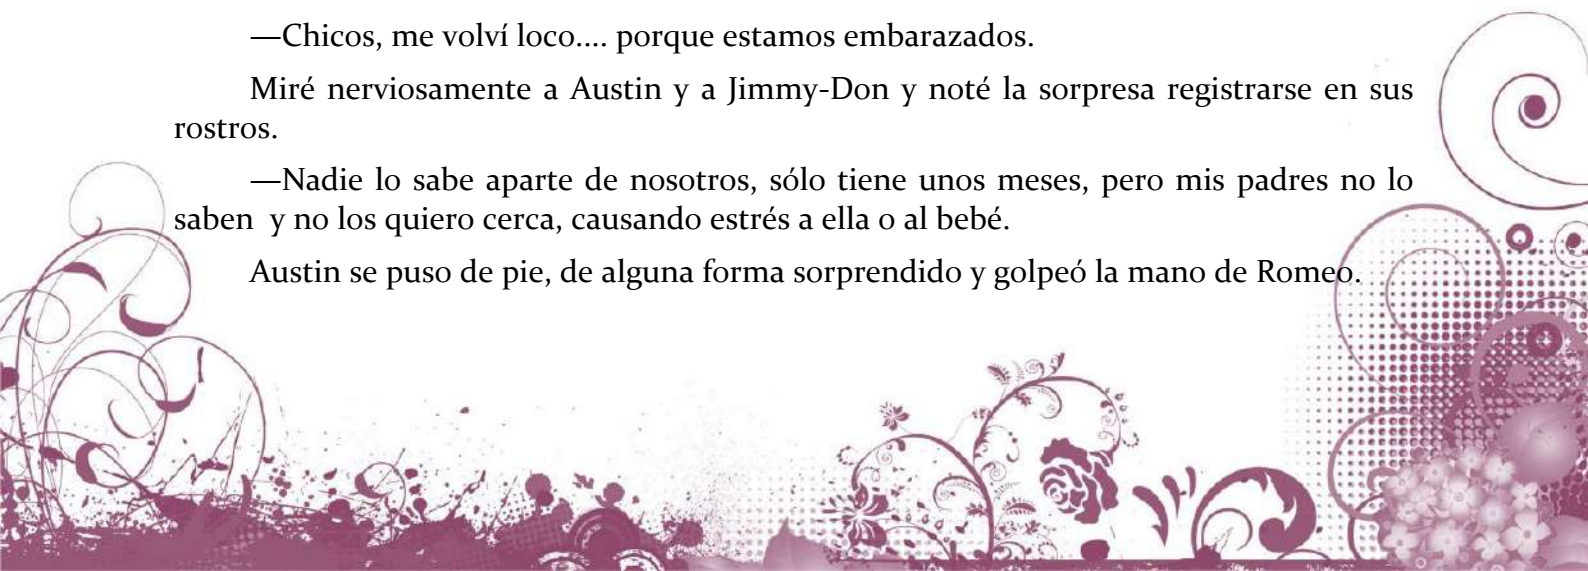 —Chicos, me volví loco.... porque estamos embarazados.
Miré nerviosamente a Austin y a Jimmy-Don y noté la sorpresa registrarse en sus
rostros.
—Nadie lo sabe aparte de nosotros, sólo tiene unos meses, pero mis padres no lo
saben  y no los quiero cerca, causando estrés a ella o al bebé.
Austin se puso de pie, de alguna forma sorprendido y golpeó la mano de Romeo.